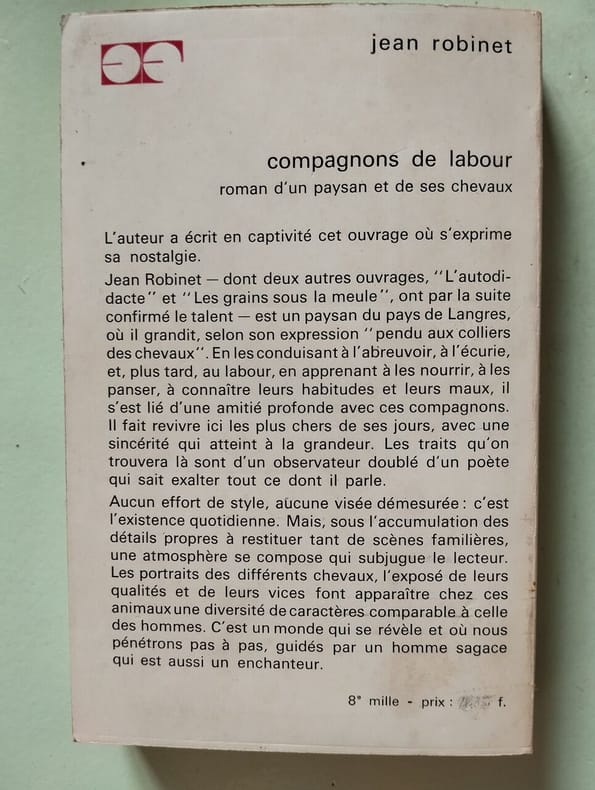 jean robinet
compagnons de labour
roman d'un paysan et de ses chevaux
L'auteur a écrit en captivité cet ouvrage où s'exprime
sa nostalgie.
Jean Robinet — dont deux autres ouvrages, "L'autodi-
dacte" et "Les grains sous la meule", ont par la suite
confirmé le talent — est un paysan du pays de Langres,
où il grandit, selon son expression "pendu aux colliers
des chevaux". En les conduisant à l'abreuvoir, à l'écurie,
et, plus tard, au labour, en apprenant à les nourrir, à les
panser, à connaître leurs habitudes et leurs maux, il
s'est lié d'une amitié profonde avec ces compagnons.
Il fait revivre ici les plus chers de ses jours, avec une
sincérité qui atteint à la grandeur. Les traits qu'on
trouvera là sont d'un observateur doublé d'un poète
qui sait exalter tout ce dont il parle.
Aucun effort de style, aucune visée démesurée : c'est
l'existence quotidienne. Mais, sous l'accumulation des
détails propres à restituer tant de scènes familières,
une atmosphère se compose qui subjugue le lecteur.
Les portraits des différents chevaux, l'exposé de leurs
qualités et de leurs vices font apparaître chez ces
animaux une diversité de caractères comparable à celle
des hommes. C'est un monde qui se révèle et où nous
pénétrons pas à pas, guidés par un homme sagace
qui est aussi un enchanteur.
8e mille - prix : f.